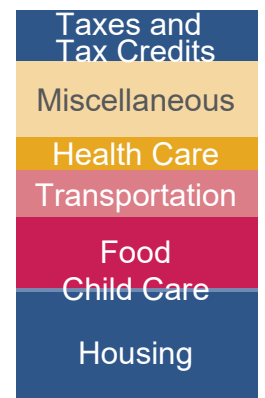 Taxes and
Tax Credits
Miscellaneous
Health Care
Transportation
Food
Child Care
Housing